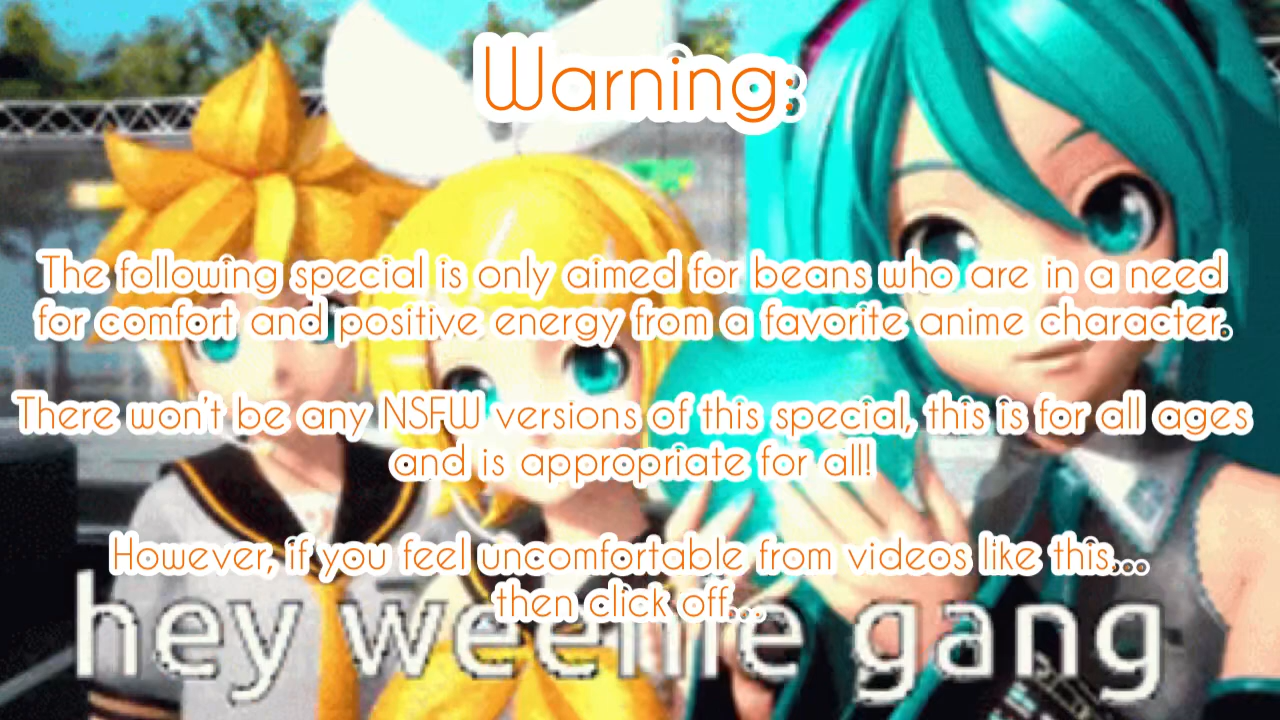 Warning:
The following special is only aimed for beans who are in a need
for comfort and positive energy from a favorite anime character.
There won't be any NSFW versions of this special, this is for all ages
and is appropriate for all!
However, if you feel uncomfortable from videos like this...
then click off...
hey weenie gang